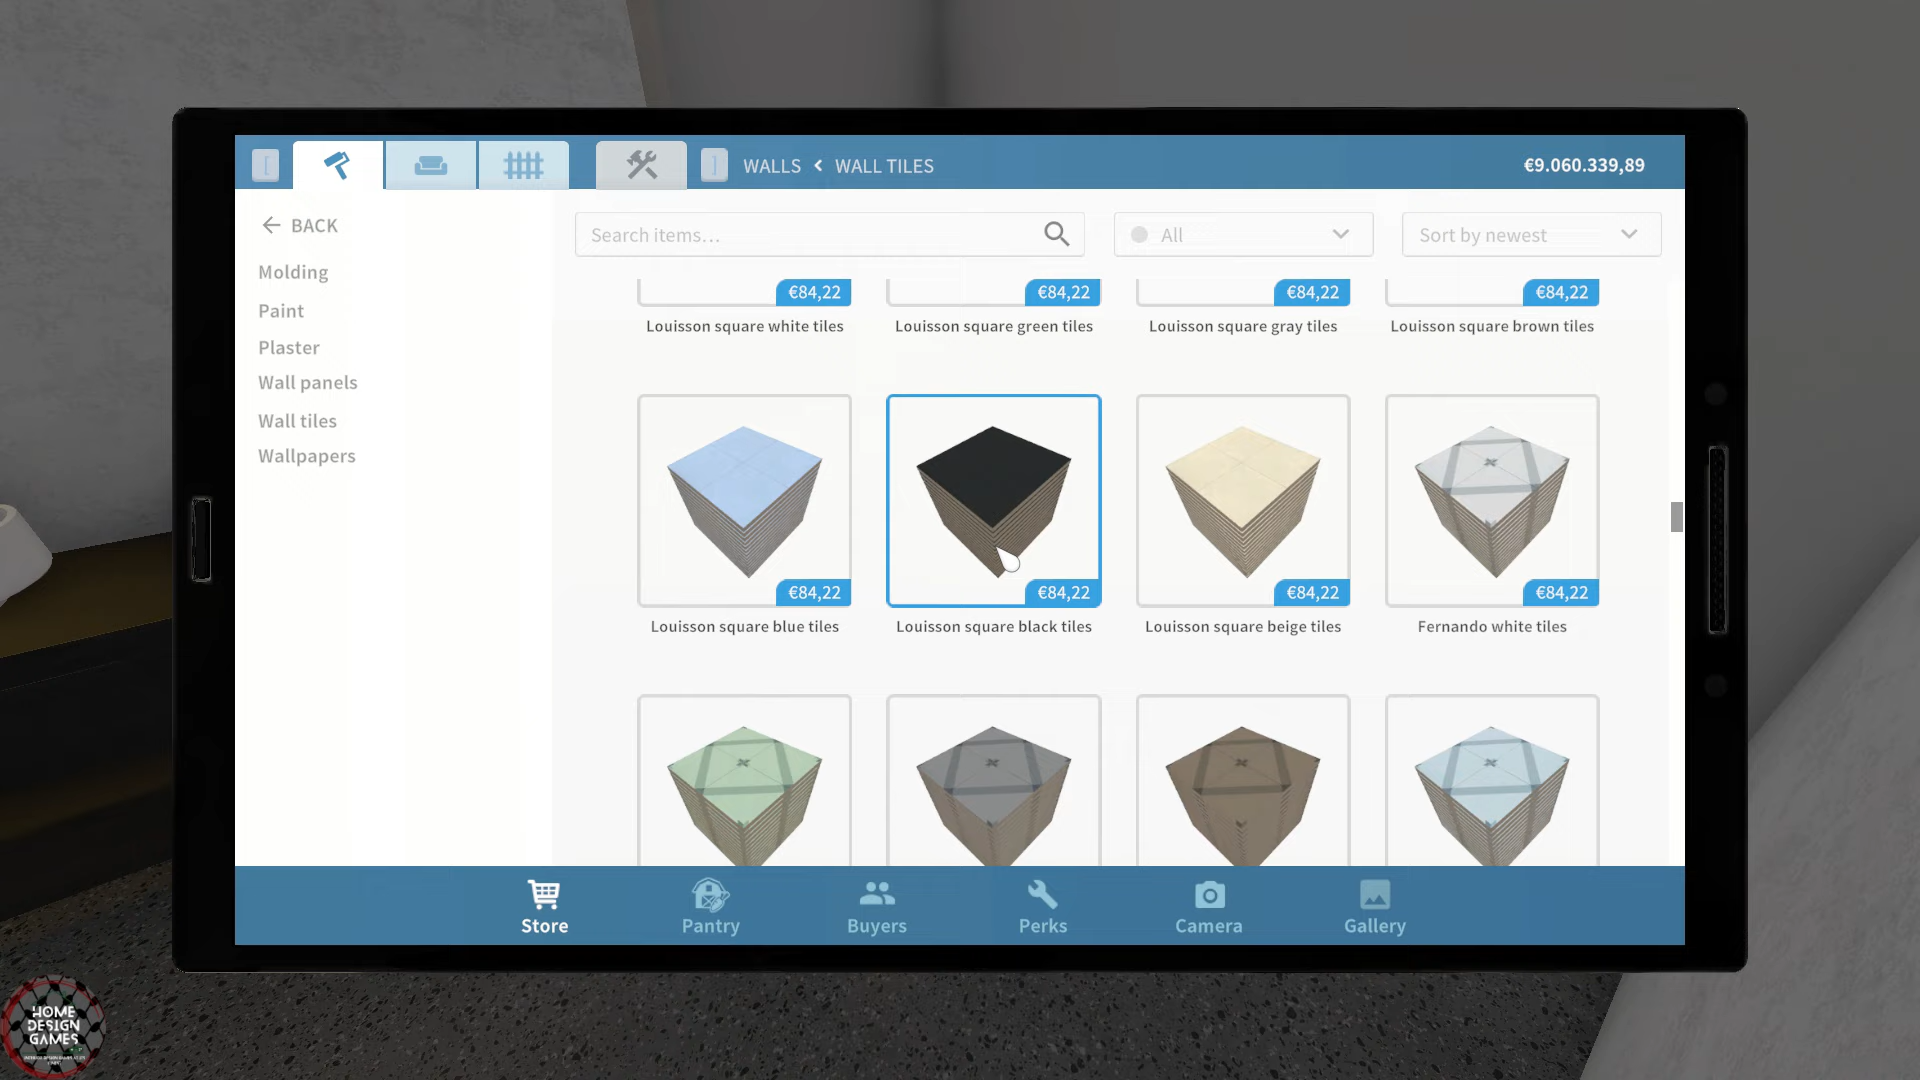 [
]
WALLS < WALL TILES
€9.060.339,89
BACK
Molding
Paint
Plaster
Wall panels
Wall tiles
Wallpapers
Search items...
All
Sort by newest
€84,22
€84,22
€84,22
€84,22
Louisson square white tiles
Louisson square green tiles
Louisson square gray tiles
Louisson square brown tiles
€84,22
€84,22
€84,22
€84,22
Louisson square blue tiles
Louisson square black tiles
Louisson square beige tiles
Fernando white tiles
Store
Pantry
Buyers
Perks
Camera
Gallery
HOME
DESIGN
GAMES